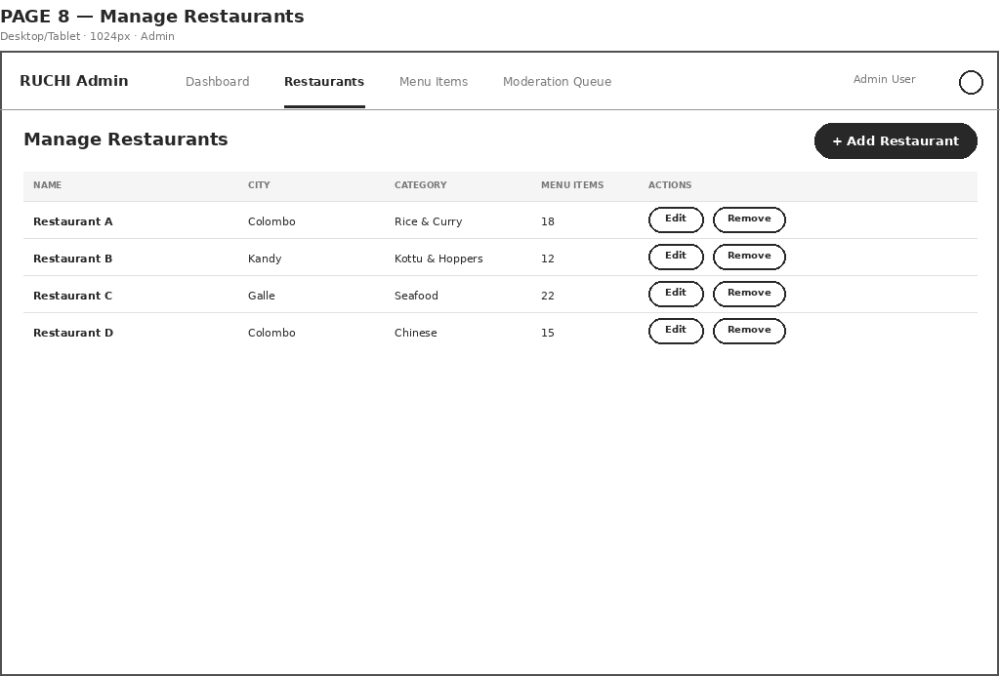 PAGE 8 — Manage Restaurants
Desktop/Tablet · 1024px · Admin
RUCHI Admin Dashboard Restaurants Menu Items Moderation Queue Admin User
Manage Restaurants + Add Restaurant
NAME CITY CATEGORY MENU ITEMS ACTIONS
Restaurant A Colombo Rice & Curry 18 Edit Remove
Restaurant B Kandy Kottu & Hoppers 12 Edit Remove
Restaurant C Galle Seafood 22 Edit Remove
Restaurant D Colombo Chinese 15 Edit Remove